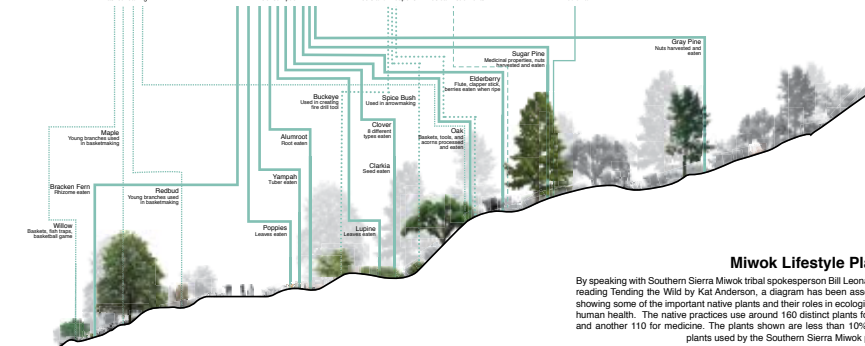 Gray Pine
Nuts harvested and
eaten
Sugar Pine
Medicinal properties, nuts
harvested and eaten
Elderberry
Flute, clapper stick,
berries eaten when ripe
Buckeye
Used in creating
fire drill tool
Spice Bush
Used in arrowmaking
Clover
8 different
types eaten
Oak
Baskets, tools, and
acorns processed
and eaten
Maple
Young branches used
in basketmaking
Alumroot
Root eaten
Clarkia
Seed eaten
Yampah
Tuber eaten
Bracken Fern
Rhizome eaten
Redbud
Young branches used
in basketmaking
Willow
Baskets, fish traps,
basketball game
Poppies
Leaves eaten
Lupine
Leaves eaten
Miwok Lifestyle Pla
By speaking with Southern Sierra Miwok tribal spokesperson Bill Leona
reading Tending the Wild by Kat Anderson, a diagram has been asse
showing some of the important native plants and their roles in ecologi
human health. The native practices use around 160 distinct plants fo
and another 110 for medicine. The plants shown are less than 10%
plants used by the Southern Sierra Miwok p